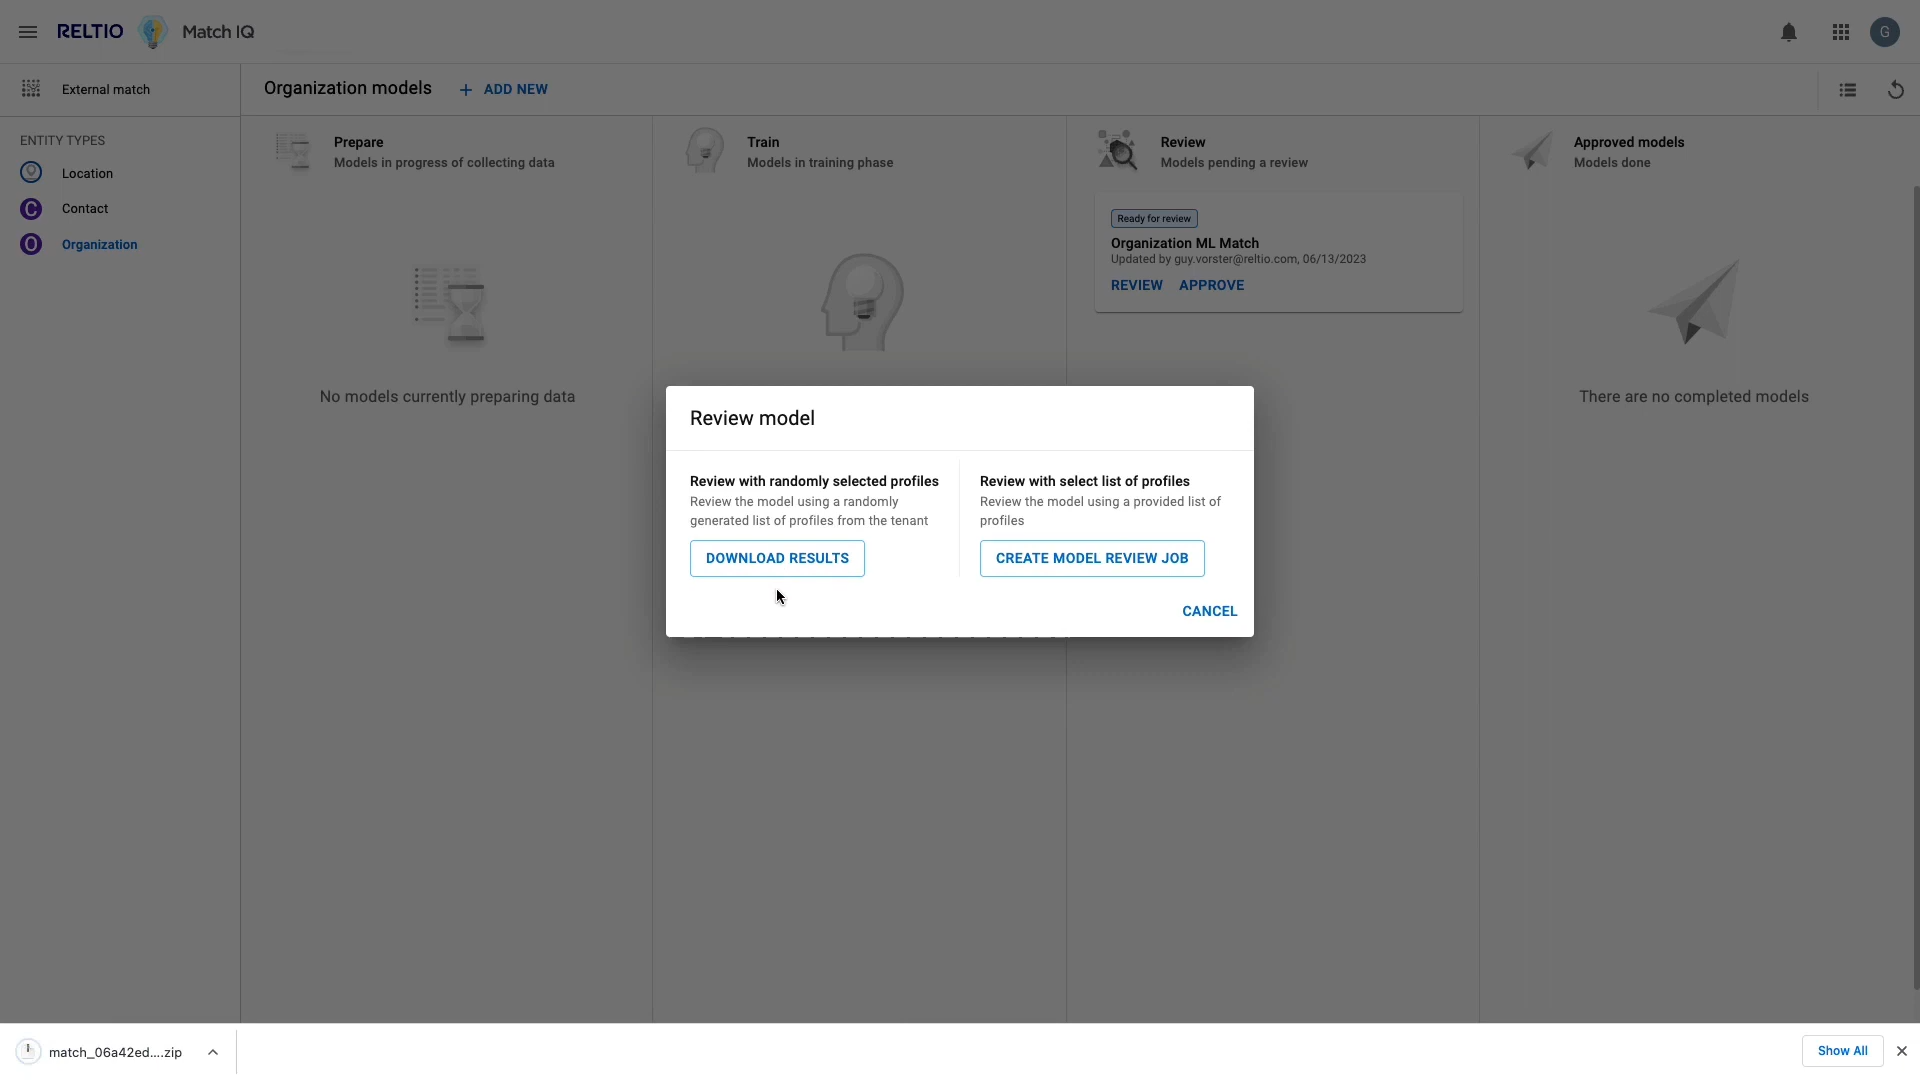 RELTIO Match IQ
G
External match
Organization models
+ ADD NEW
ENTITY TYPES
Location
C Contact
O Organization
Prepare
Models in progress of collecting data
Train
Models in training phase
Review
Models pending a review
Approved models
Models done
Ready for review
Organization ML Match
Updated by guy.vorster@reltio.com, 06/13/2023
REVIEW APPROVE
No models currently preparing data
There are no completed models
Review model
Review with randomly selected profiles
Review the model using a randomly
generated list of profiles from the tenant
DOWNLOAD RESULTS
Review with select list of profiles
Review the model using a provided list of
profiles
CREATE MODEL REVIEW JOB
CANCEL
match_06a42ed....zip
Show All